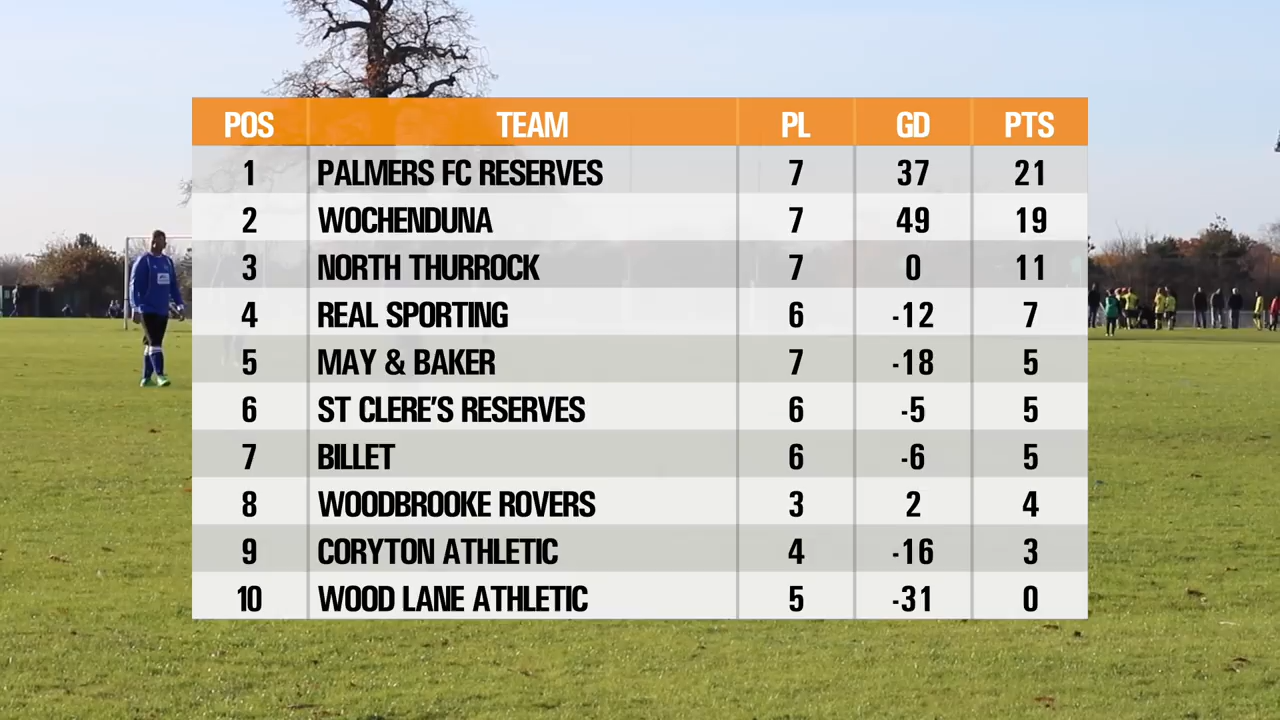 POS TEAM PL GD PTS
1 PALMERS FC RESERVES 7 37 21
2 WOCHENDUNA 7 49 19
3 NORTH THURROCK 7 0 11
4 REAL SPORTING 6 -12 7
5 MAY & BAKER 7 -18 5
6 ST CLERE'S RESERVES 6 -5 5
7 BILLET 6 -6 5
8 WOODBROOKE ROVERS 3 2 4
9 CORYTON ATHLETIC 4 -16 3
10 WOOD LANE ATHLETIC 5 -31 0